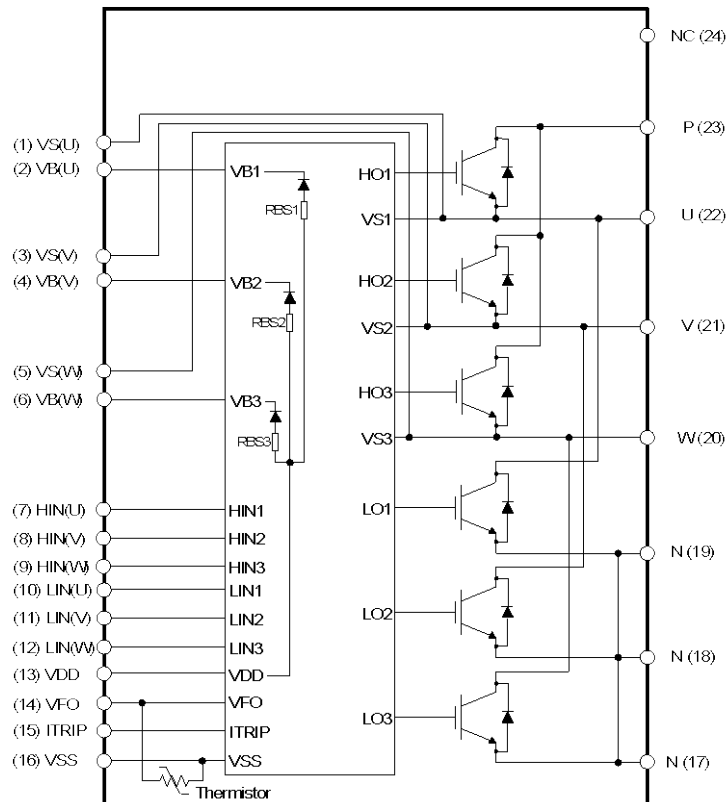 NC (24)
(1) VS(U)
(2) VB(U)
(3) VS(V)
(4) VB(V)
(5) VS(W)
(6) VB(W)
(7) HIN(U)
(8) HIN(V)
(9) HIN(W)
(10) LIN(U)
(11) LIN(V)
(12) LIN(W)
(13) VDD
(14) VFO
(15) ITRIP
(16) VSS
VB1
RBS1
VB2
RBS2
VB3
RBS3
HIN1
HIN2
HIN3
LIN1
LIN2
LIN3
VDD
VFO
ITRIP
VSS
Thermistor
HO1
VS1
HO2
VS2
HO3
VS3
LO1
LO2
LO3
P (23)
U (22)
V (21)
W (20)
N (19)
N (18)
N (17)